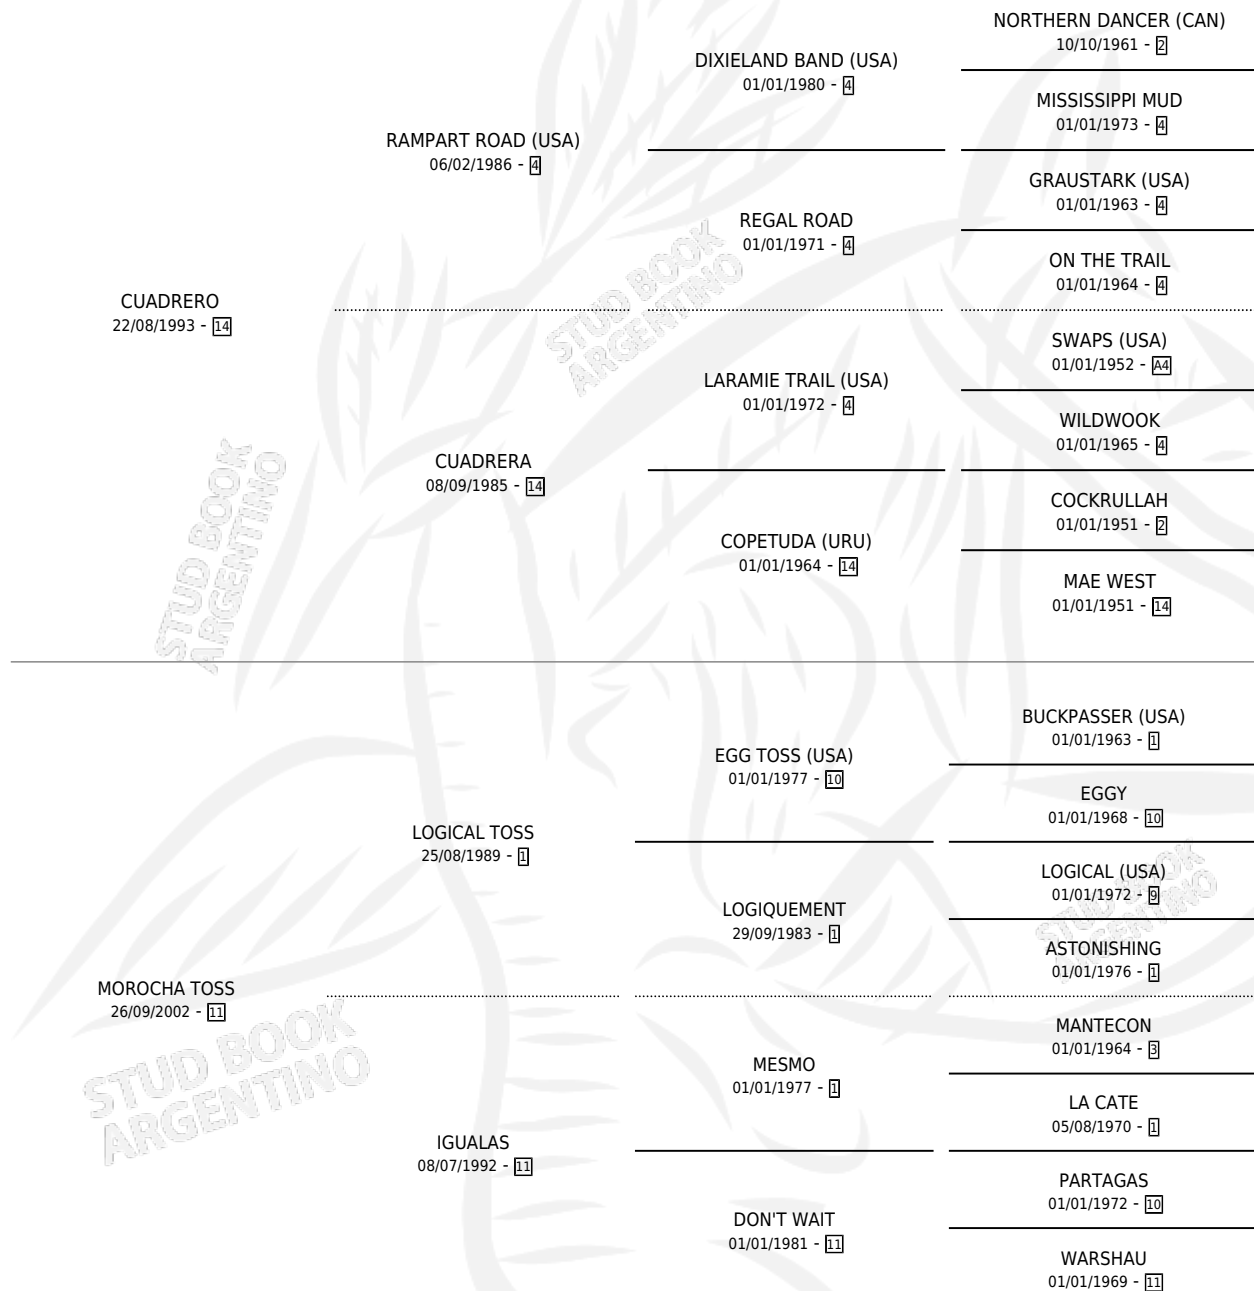 NORTHERN DANCER (CAN)
10/10/1961 - 2
DIXIELAND BAND (USA)
01/01/1980 - 4
MISSISSIPPI MUD
01/01/1973 - 4
RAMPART ROAD (USA)
06/02/1986 - 4
GRAUSTARK (USA)
01/01/1963 - 4
REGAL ROAD
01/01/1971 - 4
ON THE TRAIL
01/01/1964 - 4
CUADRERO
22/08/1993 - 14
SWAPS (USA)
01/01/1952 - A4
LARAMIE TRAIL (USA)
01/01/1972 - 4
WILDWOOK
01/01/1965 - 4
CUADRERA
08/09/1985 - 14
COCKRULLAH
01/01/1951 - 2
COPETUDA (URU)
01/01/1964 - 14
MAE WEST
01/01/1951 - 14
BUCKPASSER (USA)
01/01/1963 - 1
EGG TOSS (USA)
01/01/1977 - 10
EGGY
01/01/1968 - 10
LOGICAL TOSS
25/08/1989 - 1
LOGICAL (USA)
01/01/1972 - 9
LOGIQUEMENT
29/09/1983 - 1
ASTONISHING
01/01/1976 - 1
MOROCHA TOSS
26/09/2002 - 11
MANTECON
01/01/1964 - 3
MESMO
01/01/1977 - 1
LA CATE
05/08/1970 - 1
IGUALAS
08/07/1992 - 11
PARTAGAS
01/01/1972 - 10
DON'T WAIT
01/01/1981 - 11
WARSHAU
01/01/1969 - 11
STUD BOOK
ARGENTINO
STUD BOOK
ARGENTINO
STUD BOOK
ARGENTINO
STUD BOOK
ARGENTINO